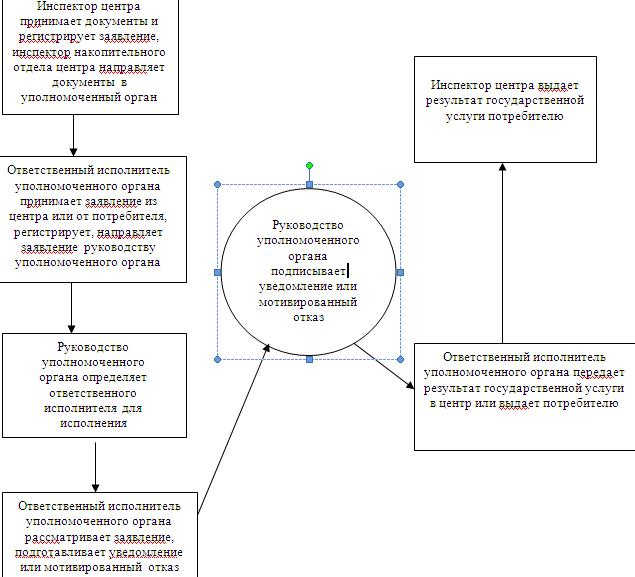 Инспектор центра
принимает документы и
регистрирует заявление,
инспектор накопительного
отдела центра направляет
документы в
уполномоченный орган
Ответственный исполнитель
уполномоченного органа
принимает заявление из
центра или от потребителя,
регистрирует, направляет
заявление руководству
уполномоченного органа
Руководство
уполномоченного
органа определяет
ответственного
исполнителя для
исполнения
Ответственный исполнитель
уполномоченного органа
рассматривает заявление,
подготавливает уведомление
или мотивированный отказ
Руководство
уполномоченного
органа
подписывает
уведомление или
мотивированный
отказ
Ответственный исполнитель
уполномоченного органа передает
результат государственной услуги
в центр или выдает потребителю
Инспектор центра выдает
результат государственной
услуги потребителю